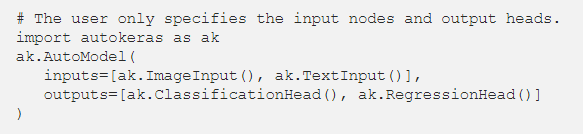 # The user only specifies the input nodes and output heads.
import autokeras as ak
ak.AutoModel(
   inputs=[ak.ImageInput(), ak.TextInput()],
   outputs=[ak.ClassificationHead(), ak.RegressionHead()]
)